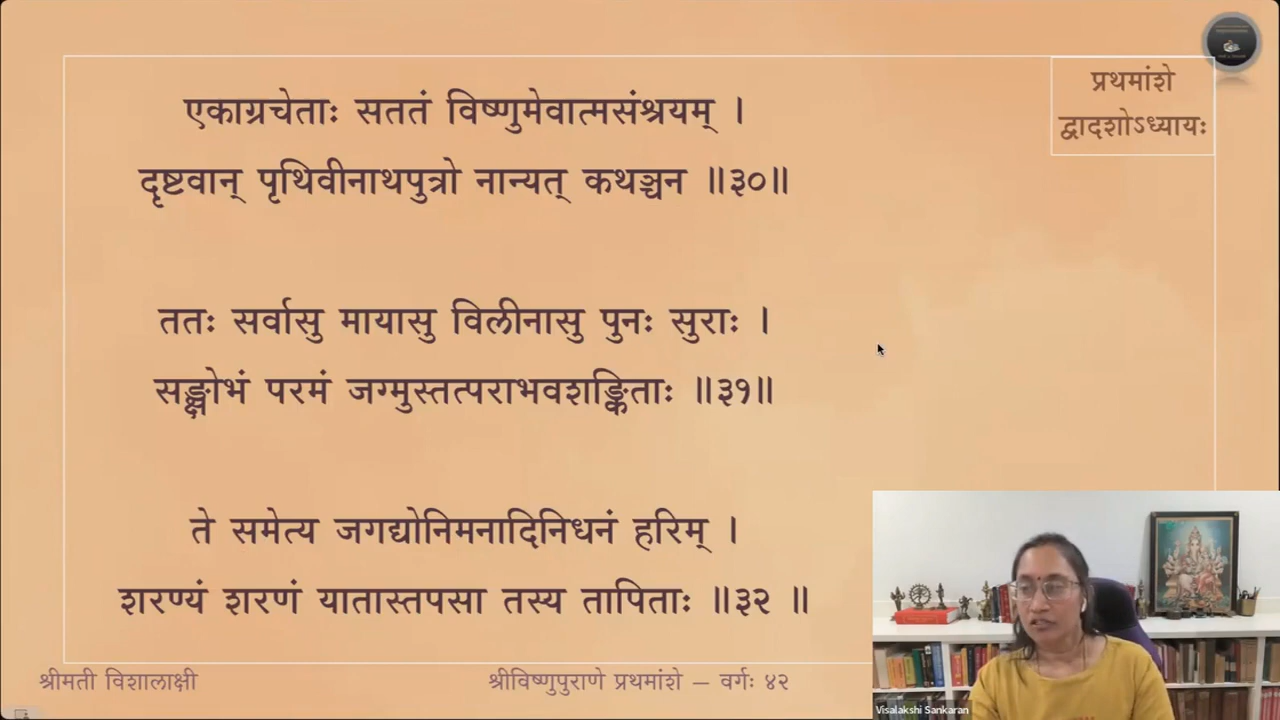 प्रथमांशे
द्वादशोऽध्यायः
एकाग्रचेताः सततं विष्णुमेवात्मसंश्रयम् ।
दृष्टवान् पृथिवीनाथपुत्रो नान्यत् कथञ्चन ॥३०॥
ततः सर्वासु मायासु विलीनासु पुनः सुराः ।
सङ्क्षोभं परमं जग्मुस्तत्पराभवशङ्किताः ॥३१॥
ते समेत्य जगद्योनिमनादिनिधनं हरिम् ।
शरण्यं शरणं यातास्तपसा तस्य तापिताः ॥३२ ॥
श्रीमती विशालाक्षी
श्रीविष्णुपुराणे प्रथमांशे – वर्गः ४२
Visalakshi Sankaran